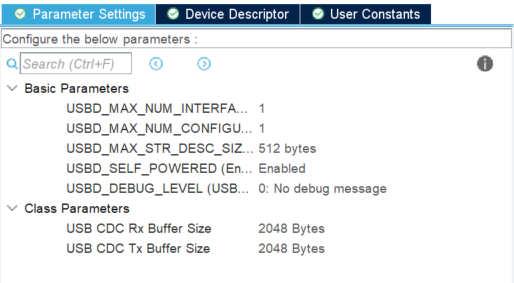 Parameter Settings Device Descriptor User Constants
Configure the below parameters :
Search (Ctrl+F)
Basic Parameters
USBD_MAX_NUM_INTERFA... 1
USBD_MAX_NUM_CONFIGU... 1
USBD_MAX_STR_DESC_SIZ... 512 bytes
USBD_SELF_POWERED (En... Enabled
USBD_DEBUG_LEVEL (USB... 0: No debug message
Class Parameters
USB CDC Rx Buffer Size 2048 Bytes
USB CDC Tx Buffer Size 2048 Bytes